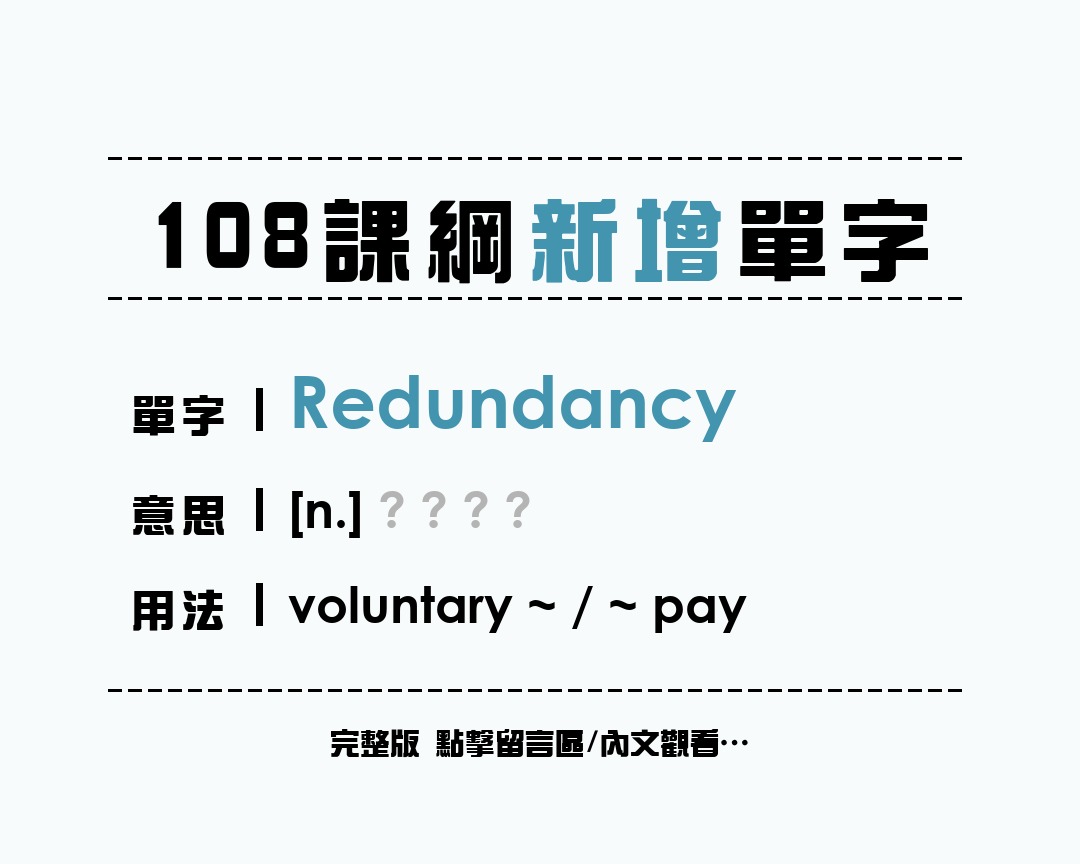 108課綱新增單字
單字 | Redundancy
意思 | [n.] ? ? ? ?
用法 | voluntary ~ / ~ pay
完整版 點擊留言區/內文觀看…